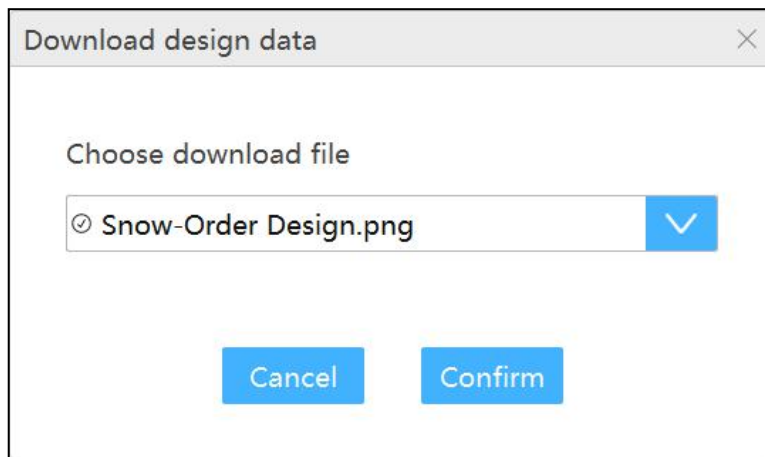 Download design data
Choose download file
Snow-Order Design.png
Cancel Confirm